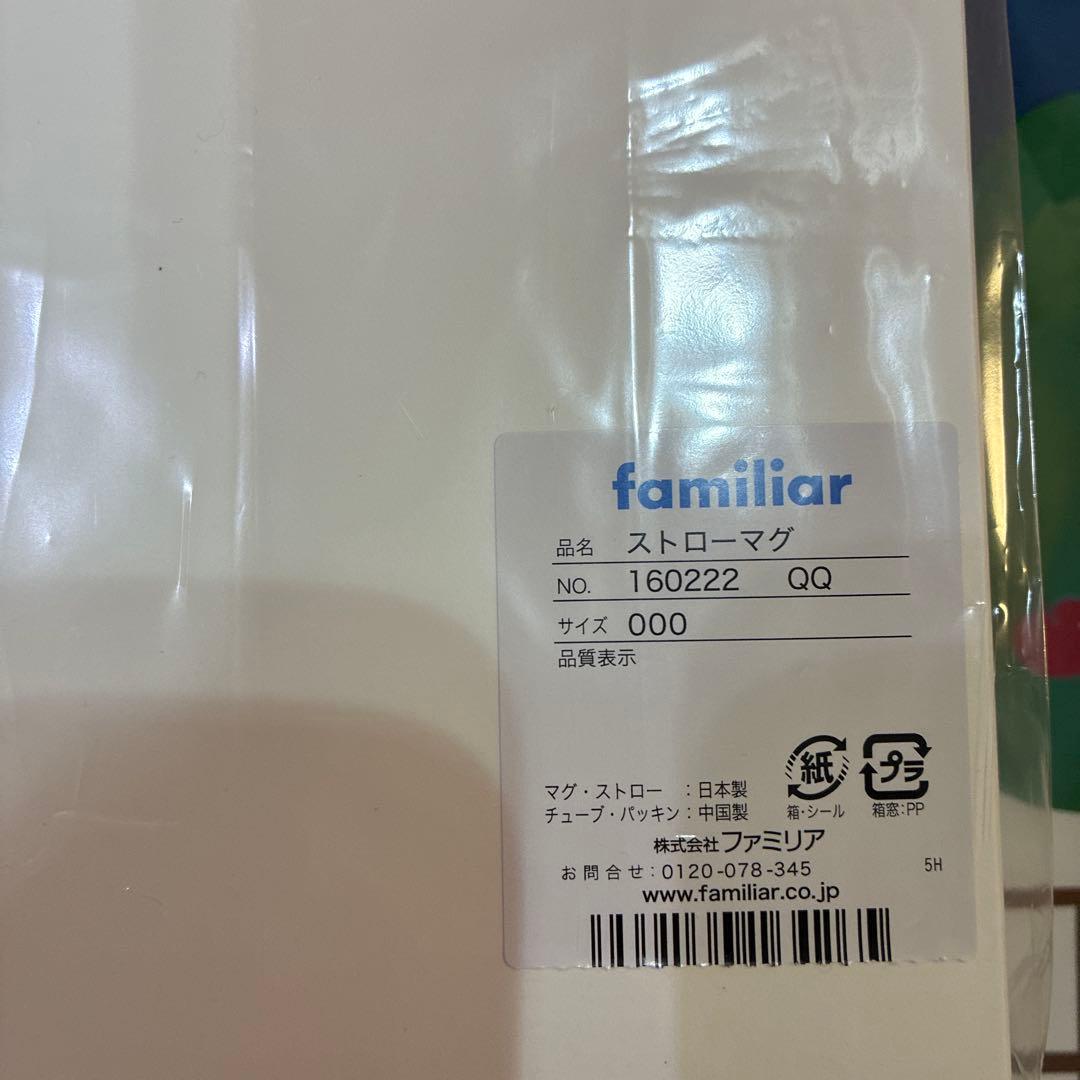 familiar
品名 ストローマグ
NO. 160222 QQ
サイズ 000
品質表示
紙 プラ
箱・シール 箱窓:PP
マグ・ストロー :日本製
チューブ・パッキン:中国製
株式会社ファミリア
お問合せ:0120-078-345 5H
www.familiar.co.jp